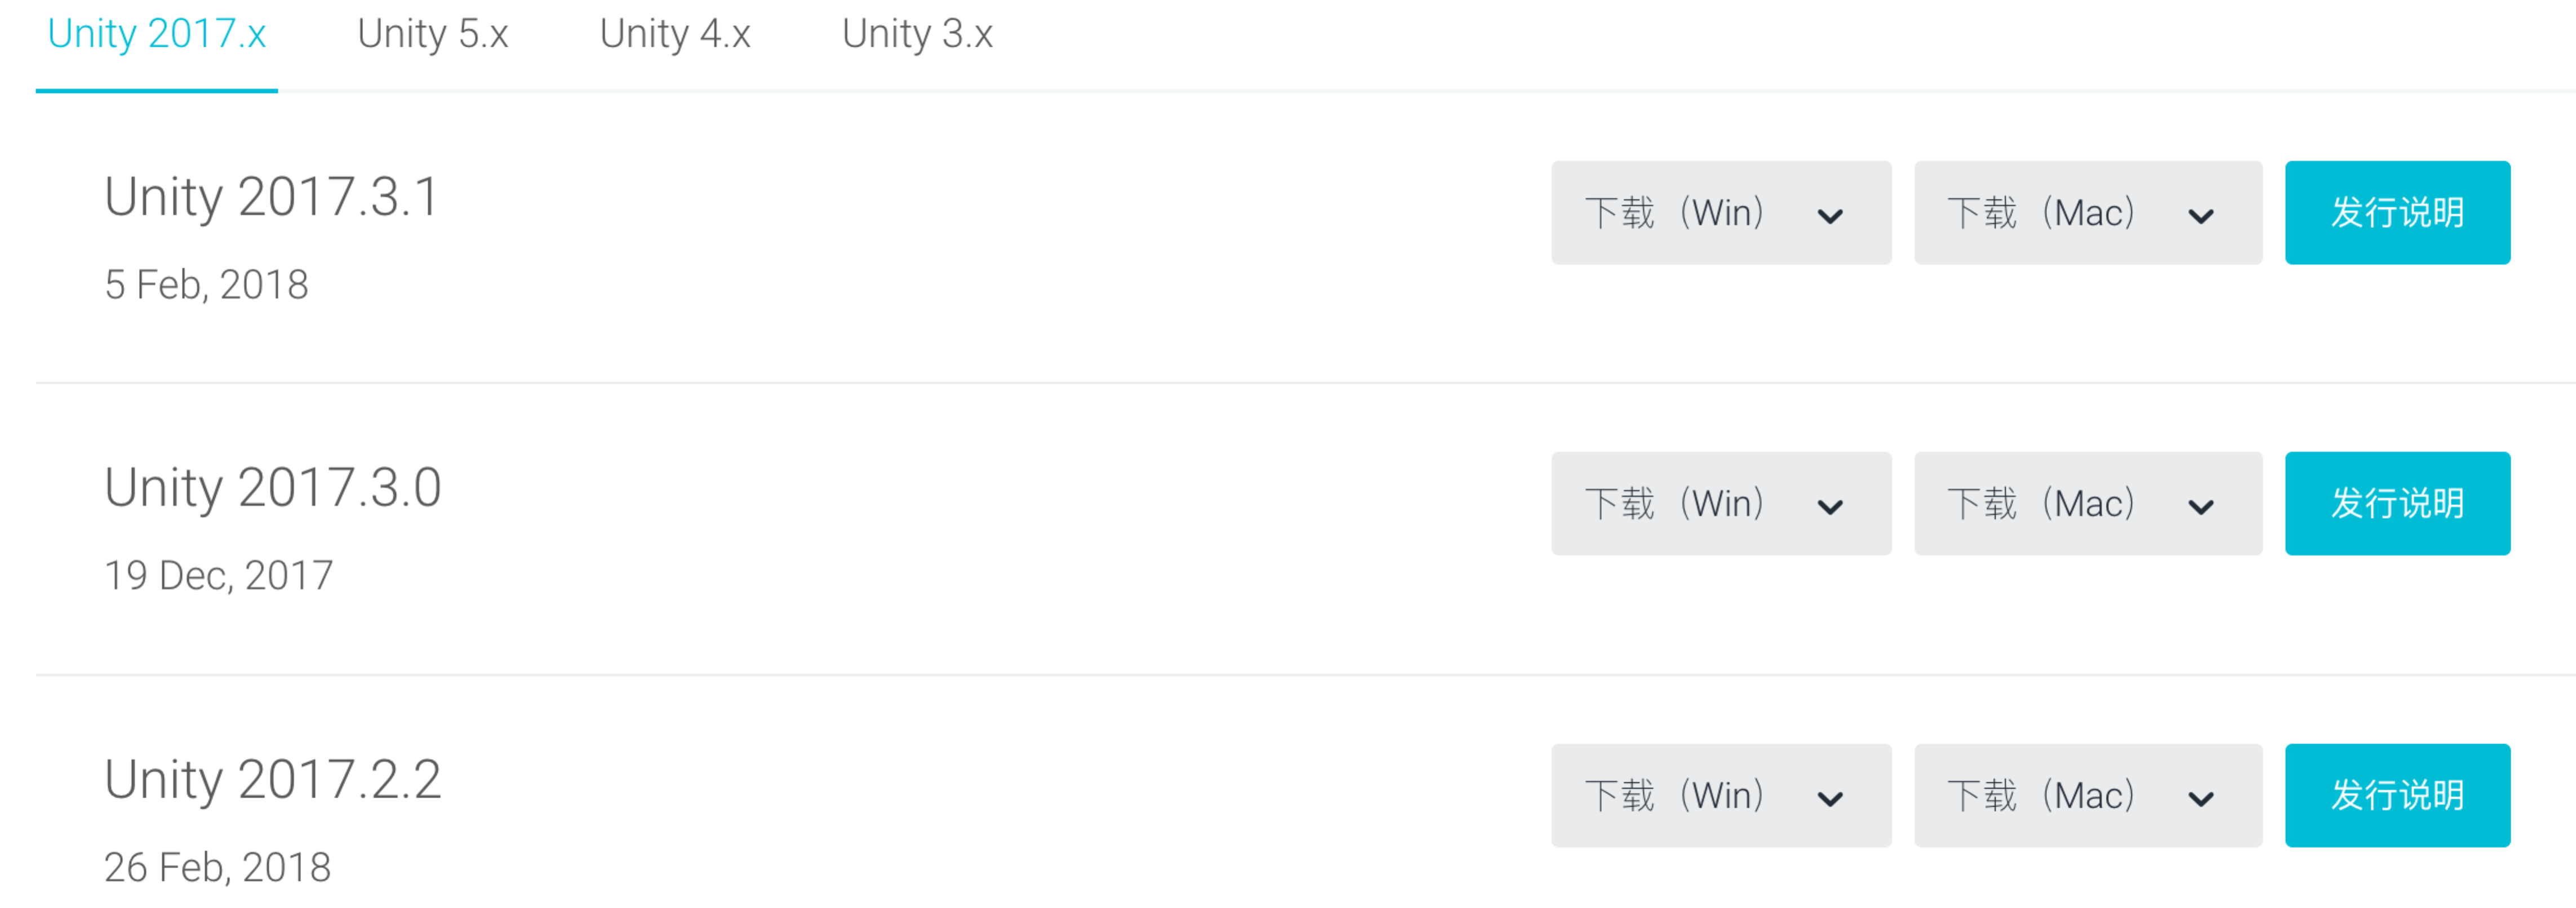 Unity 2017.x Unity 5.x Unity 4.x Unity 3.x
Unity 2017.3.1
下载（Win） 下载（Mac） 发行说明
5 Feb, 2018
Unity 2017.3.0
下载（Win） 下载（Mac） 发行说明
19 Dec, 2017
Unity 2017.2.2
下载（Win） 下载（Mac） 发行说明
26 Feb, 2018